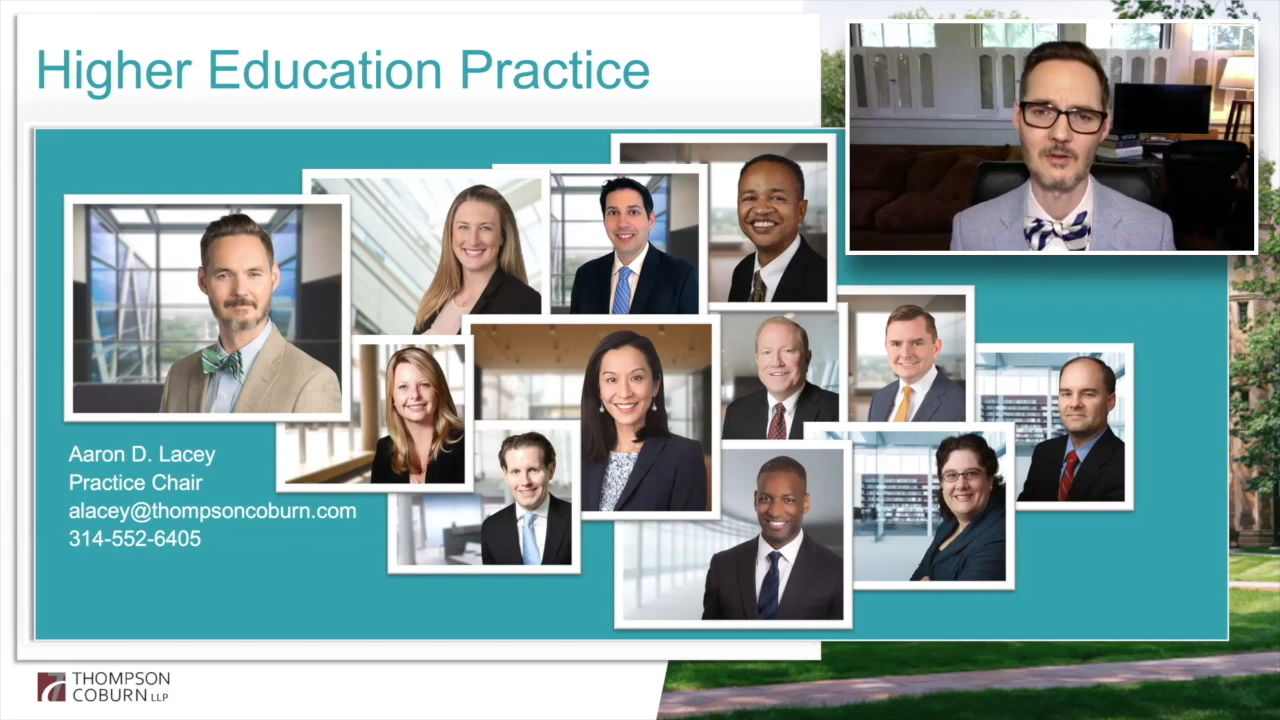 Higher Education Practice
Aaron D. Lacey
Practice Chair
alacey@thompsoncoburn.com
314-552-6405
THOMPSON
COBURN LLP